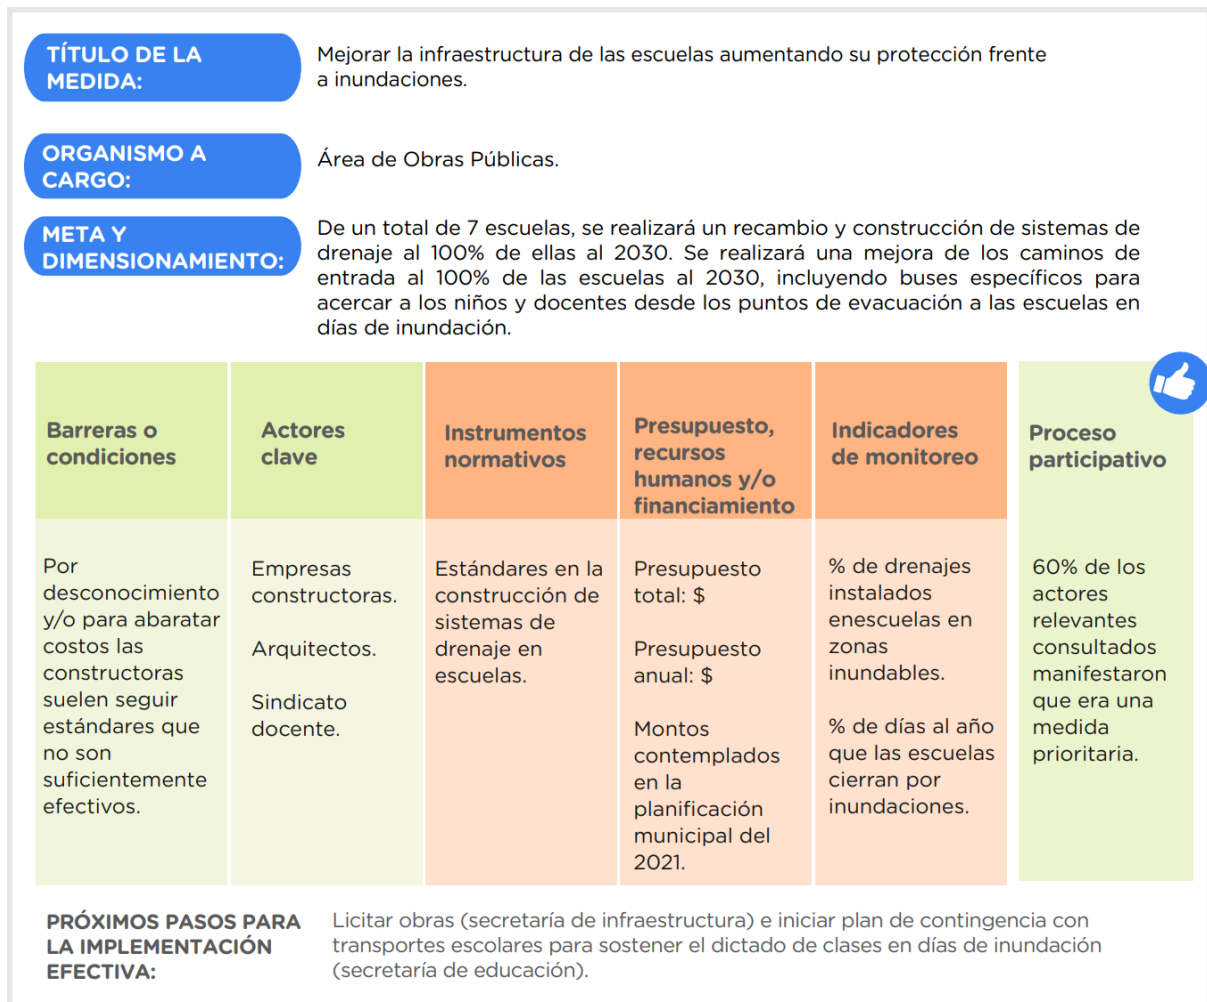 TÍTULO DE LA
MEDIDA:
Mejorar la infraestructura de las escuelas aumentando su protección frente
a inundaciones.
ORGANISMO A
CARGO:
Área de Obras Públicas.
META Y
DIMENSIONAMIENTO:
De un total de 7 escuelas, se realizará un recambio y construcción de sistemas de
drenaje al 100% de ellas al 2030. Se realizará una mejora de los caminos de
entrada al 100% de las escuelas al 2030, incluyendo buses específicos para
acercar a los niños y docentes desde los puntos de evacuación a las escuelas en
días de inundación.
Barreras o
condiciones
Por
desconocimiento
y/o para abaratar
costos las
constructoras
suelen seguir
estándares que
no son
suficientemente
efectivos.
Actores
clave
Empresas
constructoras.
Arquitectos.
Sindicato
docente.
Instrumentos
normativos
Estándares en la
construcción de
sistemas de
drenaje en
escuelas.
Presupuesto,
recursos
humanos y/o
financiamiento
Presupuesto
total: $
Presupuesto
anual: $
Montos
contemplados
en la
planificación
municipal del
2021.
Indicadores
de monitoreo
% de drenajes
instalados
enescuelas en
zonas
inundables.
% de días al año
que las escuelas
cierran por
inundaciones.
Proceso
participativo
60% de los
actores
relevantes
consultados
manifestaron
que era una
medida
prioritaria.
PRÓXIMOS PASOS PARA
LA IMPLEMENTACIÓN
EFECTIVA:
Licitar obras (secretaría de infraestructura) e iniciar plan de contingencia con
transportes escolares para sostener el dictado de clases en días de inundación
(secretaría de educación).